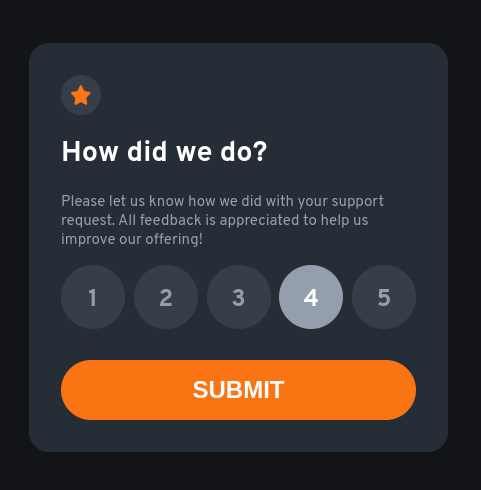 How did we do?
Please let us know how we did with your support
request. All feedback is appreciated to help us
improve our offering!
1 2 3 4 5
SUBMIT